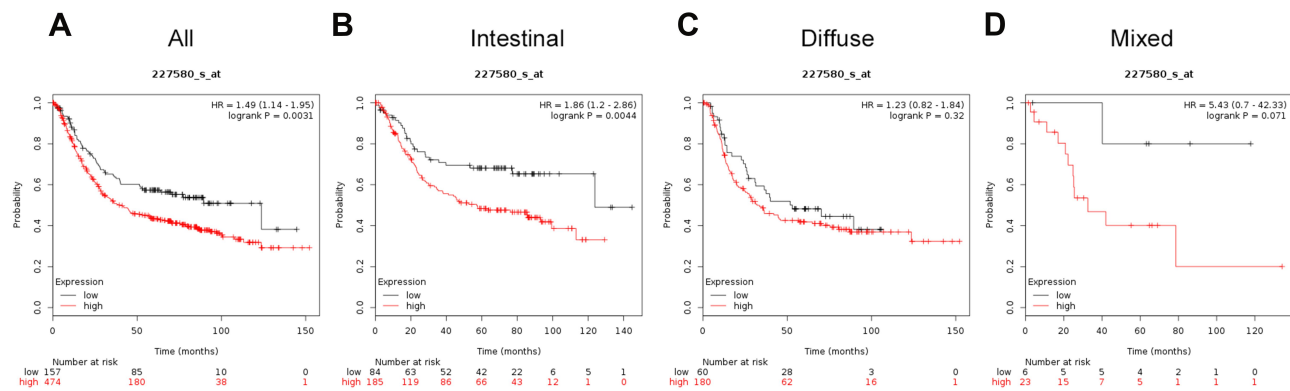 A All
227580_s_at
HR = 1.49 (1.14 - 1.95)
logrank P = 0.0031
Probability
1.0
0.8
0.6
0.4
0.2
0.0
Expression
low
high
0 50 100 150
Time (months)
Number at risk
low 157 85 10 0
high 474 180 38 1
B Intestinal
227580_s_at
HR = 1.86 (1.2 - 2.86)
logrank P = 0.0044
Probability
1.0
0.8
0.6
0.4
0.2
0.0
Expression
low
high
0 20 40 60 80 100 120 140
Time (months)
Number at risk
low 84 63 52 42 22 6 5 1
high 185 119 86 66 43 12 1 0
C Diffuse
227580_s_at
HR = 1.23 (0.82 - 1.84)
logrank P = 0.32
Probability
1.0
0.8
0.6
0.4
0.2
0.0
Expression
low
high
0 50 100 150
Time (months)
Number at risk
low 60 28 3 0
high 180 62 16 1
D Mixed
227580_s_at
HR = 5.43 (0.7 - 42.33)
logrank P = 0.071
Probability
1.0
0.8
0.6
0.4
0.2
0.0
Expression
low
high
0 20 40 60 80 100 120
Time (months)
Number at risk
low 6 5 5 4 2 1 0
high 23 15 7 5 1 1 1